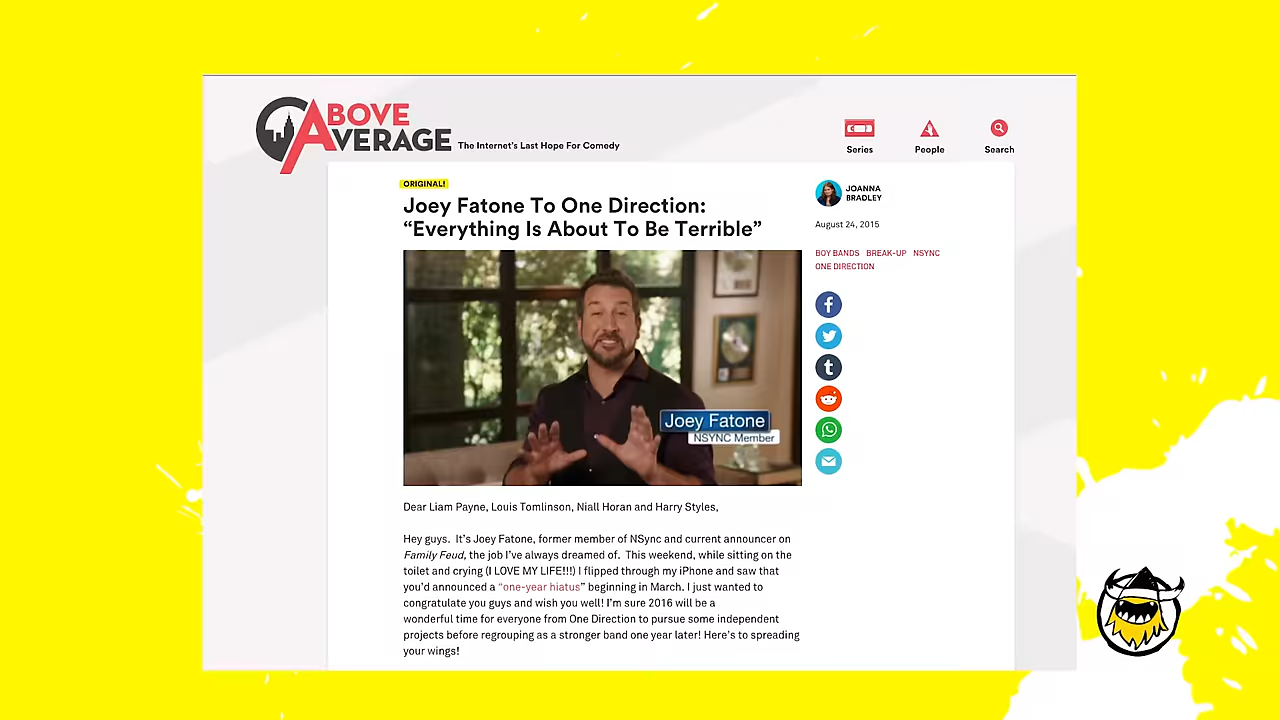 ABOVE
AVERAGE
The Internet's Last Hope For Comedy
Series
People
Search
ORIGINAL!
Joey Fatone To One Direction:
“Everything Is About To Be Terrible”
Joey Fatone
NSYNC Member
JOANNA
BRADLEY
August 24, 2015
BOY BANDS BREAK-UP NSYNC
ONE DIRECTION
Dear Liam Payne, Louis Tomlinson, Niall Horan and Harry Styles,
Hey guys. It’s Joey Fatone, former member of NSync and current announcer on
Family Feud, the job I’ve always dreamed of. This weekend, while sitting on the
toilet and crying (I LOVE MY LIFE!!!) I flipped through my iPhone and saw that
you’d announced a “one-year hiatus” beginning in March. I just wanted to
congratulate you guys and wish you well! I’m sure 2016 will be a
wonderful time for everyone from One Direction to pursue some independent
projects before regrouping as a stronger band one year later! Here’s to spreading
your wings!